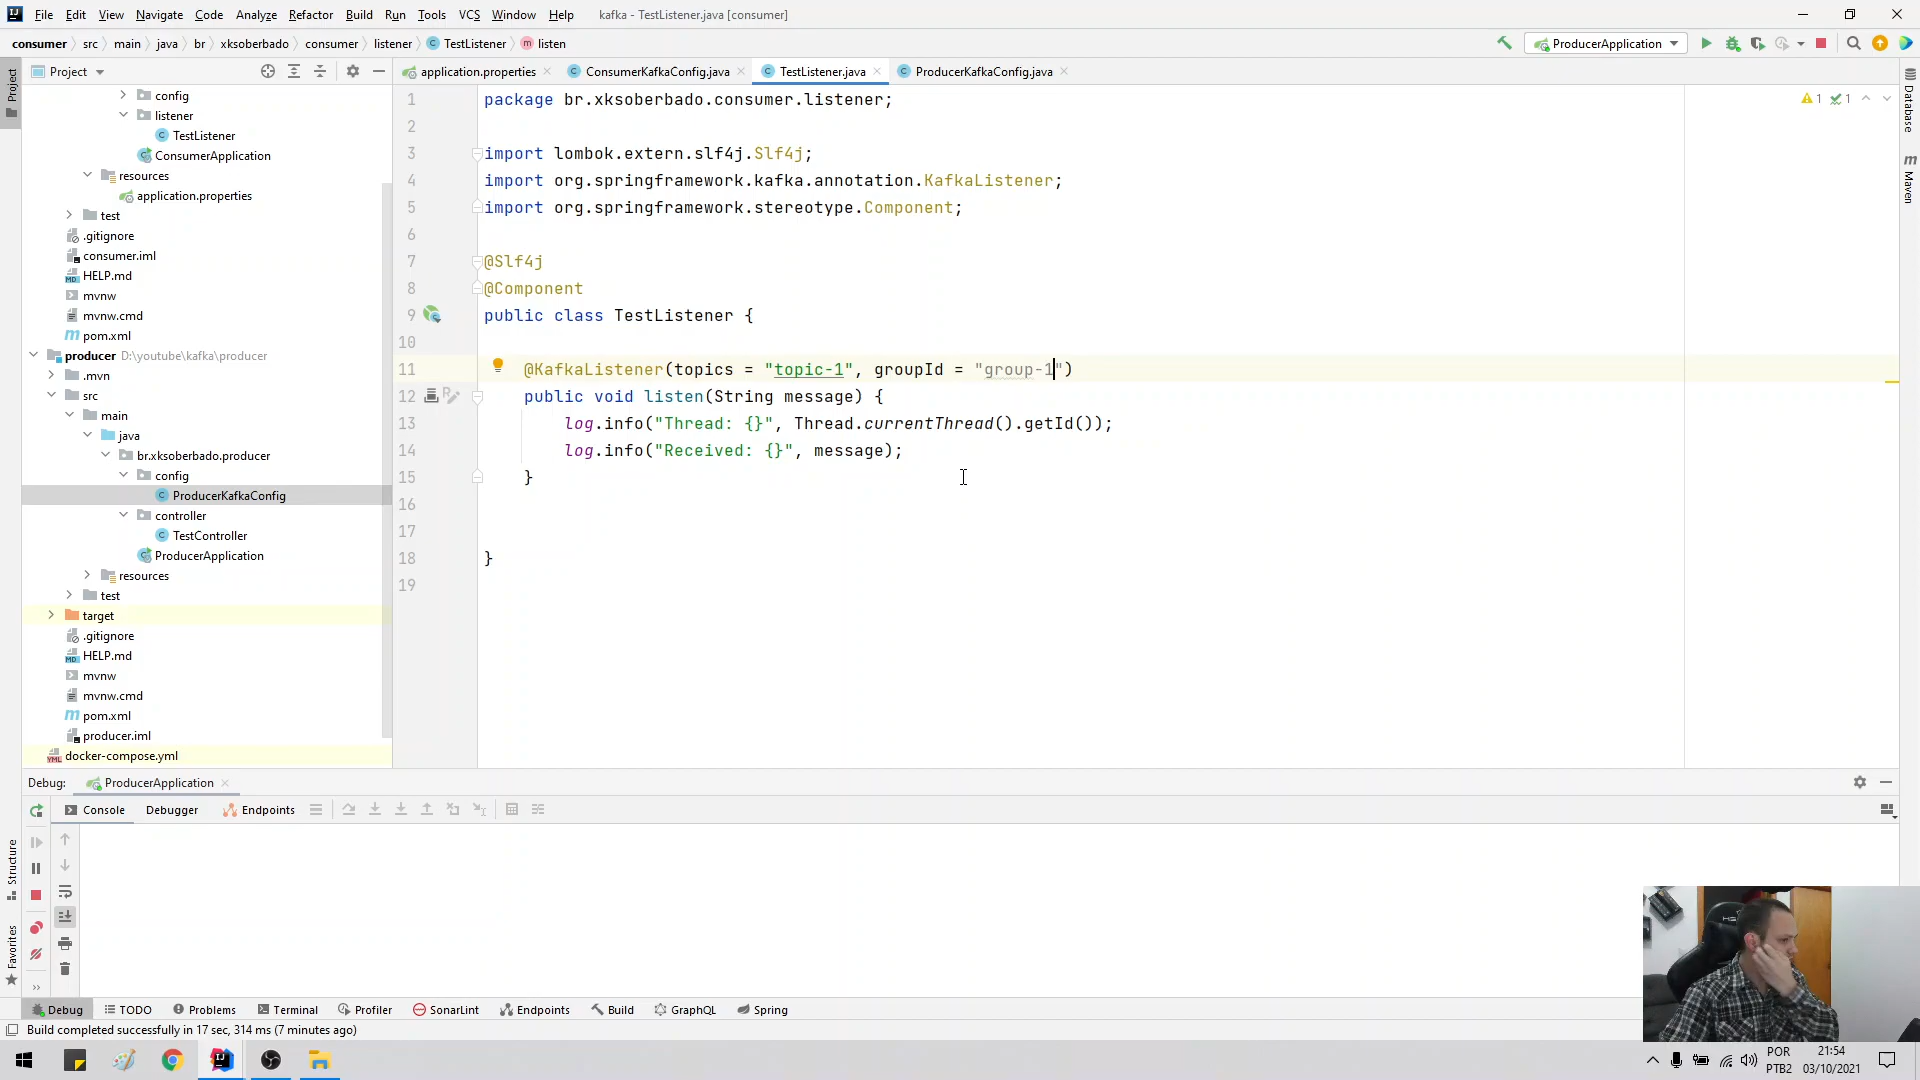 File Edit View Navigate Code Analyze Refactor Build Run Tools VCS Window Help kafka - TestListener.java [consumer]
consumer src main java br xksoberbado consumer listener TestListener listen
ProducerApplication
Project
application.properties ConsumerKafkaConfig.java TestListener.java ProducerKafkaConfig.java
Project
Structure
Favorites
Database
Maven
config
listener
TestListener
ConsumerApplication
resources
application.properties
test
.gitignore
consumer.iml
HELP.md
mvnw
mvnw.cmd
pom.xml
producer D:\youtube\kafka\producer
.mvn
src
main
java
br.xksoberbado.producer
config
ProducerKafkaConfig
controller
TestController
ProducerApplication
resources
test
target
.gitignore
HELP.md
mvnw
mvnw.cmd
pom.xml
producer.iml
docker-compose.yml
1 package br.xksoberbado.consumer.listener;
2
3 import lombok.extern.slf4j.Slf4j;
4 import org.springframework.kafka.annotation.KafkaListener;
5 import org.springframework.stereotype.Component;
6
7 @Slf4j
8 @Component
9 public class TestListener {
10
11 @KafkaListener(topics = "topic-1", groupId = "group-1")
12 public void listen(String message) {
13 log.info("Thread: {}", Thread.currentThread().getId());
14 log.info("Received: {}", message);
15 }
16
17
18 }
19
1 1
Debug: ProducerApplication
Console Debugger Endpoints
Debug TODO Problems Terminal Profiler SonarLint Endpoints Build GraphQL Spring
Build completed successfully in 17 sec, 314 ms (7 minutes ago)
POR
PTB2
21:54
03/10/2021